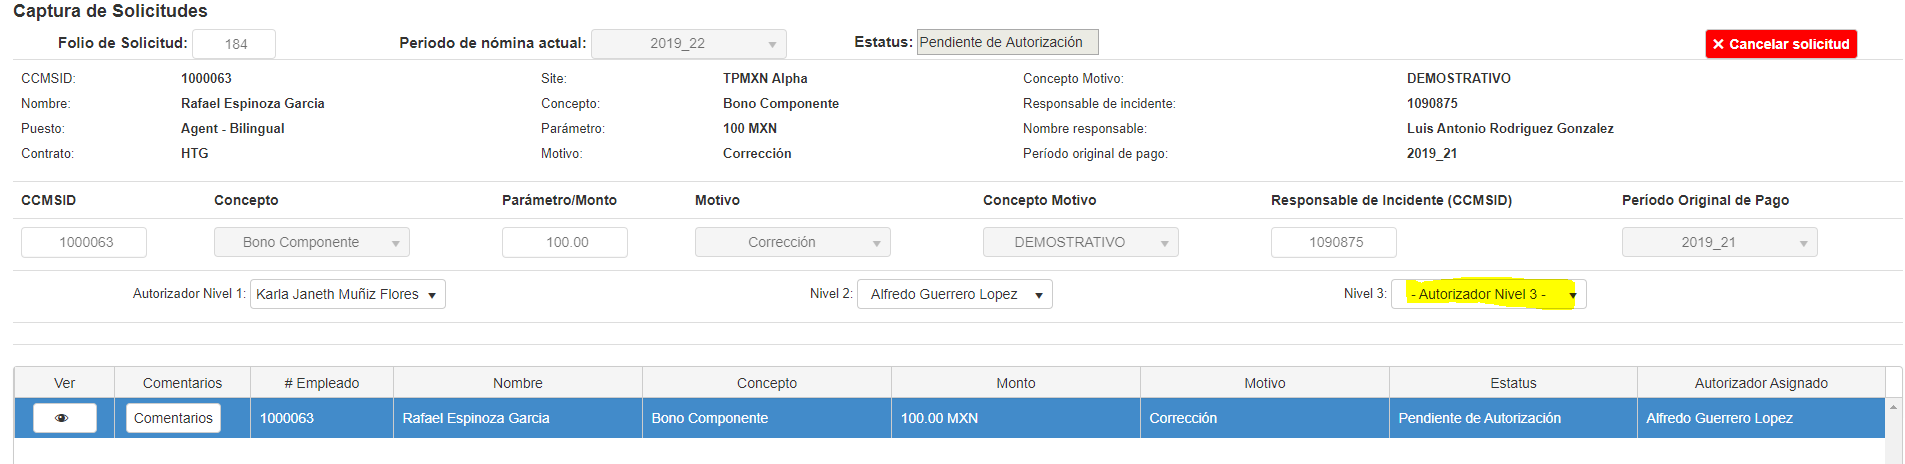 Captura de Solicitudes
Folio de Solicitud: 184 Periodo de nómina actual: 2019_22 Estatus: Pendiente de Autorización ✕ Cancelar solicitud
CCMSID: 1000063 Site: TPMXN Alpha Concepto Motivo: DEMOSTRATIVO
Nombre: Rafael Espinoza Garcia Concepto: Bono Componente Responsable de incidente: 1090875
Puesto: Agent - Bilingual Parámetro: 100 MXN Nombre responsable: Luis Antonio Rodriguez Gonzalez
Contrato: HTG Motivo: Corrección Período original de pago: 2019_21
CCMSID Concepto Parámetro/Monto Motivo Concepto Motivo Responsable de Incidente (CCMSID) Período Original de Pago
1000063 Bono Componente 100.00 Corrección DEMOSTRATIVO 1090875 2019_21
Autorizador Nivel 1: Karla Janeth Muñiz Flores Nivel 2: Alfredo Guerrero Lopez Nivel 3: - Autorizador Nivel 3 -
Ver Comentarios # Empleado Nombre Concepto Monto Motivo Estatus Autorizador Asignado
Comentarios 1000063 Rafael Espinoza Garcia Bono Componente 100.00 MXN Corrección Pendiente de Autorización Alfredo Guerrero Lopez